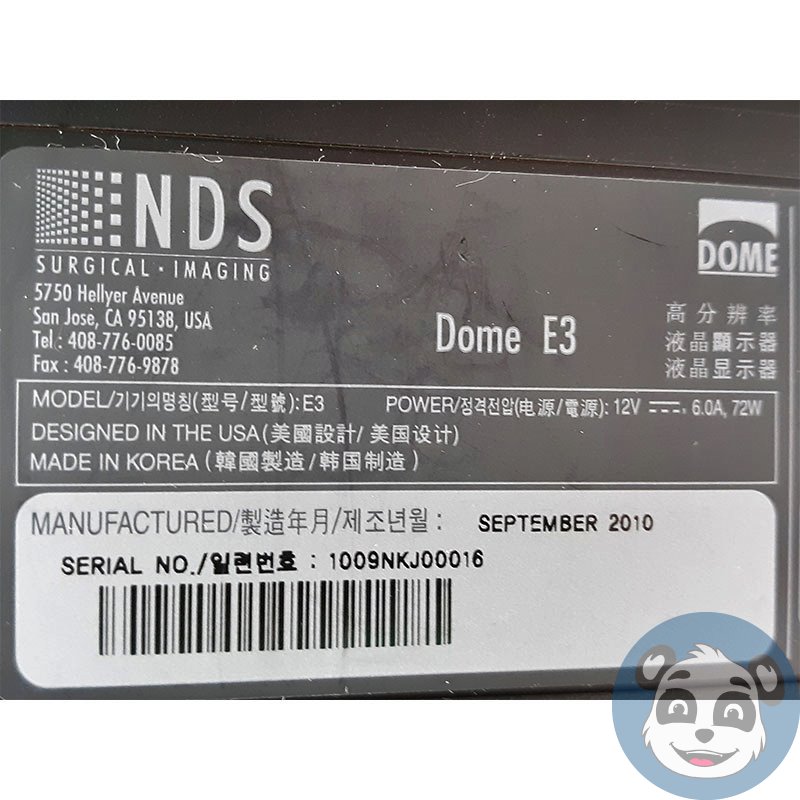 NDS
SURGICAL · IMAGING
5750 Hellyer Avenue
San José, CA 95138, USA
Tel : 408-776-0085
Fax : 408-776-9878
Dome E3
DOME
高分辨率
液晶顯示器
液晶显示器
MODEL/기기의명칭(型号/型號): E3
POWER/정격전압(电源/電源): 12V ⎓ 6.0A, 72W
DESIGNED IN THE USA(美國設計/ 美国设计)
MADE IN KOREA (韓國製造/韩国制造)
MANUFACTURED/製造年月/제조년월 : SEPTEMBER 2010
SERIAL NO./일련번호 : 1009NKJ00016